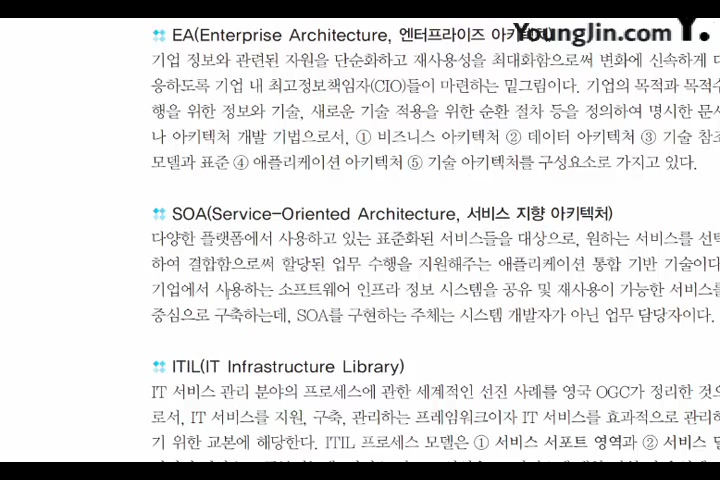 YoungJin.com Y.
EA(Enterprise Architecture, 엔터프라이즈 아키텍처)
기업 정보와 관련된 자원을 단순화하고 재사용성을 최대화함으로써 변화에 신속하게 대
응하도록 기업 내 최고정보책임자(CIO)들이 마련하는 밑그림이다. 기업의 목적과 목적수
행을 위한 정보와 기술, 새로운 기술 적용을 위한 순환 절차 등을 정의하여 명시한 문서
나 아키텍처 개발 기법으로서, ① 비즈니스 아키텍처 ② 데이터 아키텍처 ③ 기술 참조
모델과 표준 ④ 애플리케이션 아키텍처 ⑤ 기술 아키텍처를 구성요소로 가지고 있다.
SOA(Service-Oriented Architecture, 서비스 지향 아키텍처)
다양한 플랫폼에서 사용하고 있는 표준화된 서비스들을 대상으로, 원하는 서비스를 선택
하여 결합함으로써 할당된 업무 수행을 지원해주는 애플리케이션 통합 기반 기술이다
기업에서 사용하는 소프트웨어 인프라 정보 시스템을 공유 및 재사용이 가능한 서비스를
중심으로 구축하는데, SOA를 구현하는 주체는 시스템 개발자가 아닌 업무 담당자이다.
ITIL(IT Infrastructure Library)
IT 서비스 관리 분야의 프로세스에 관한 세계적인 선진 사례를 영국 OGC가 정리한 것으
로서, IT 서비스를 지원, 구축, 관리하는 프레임워크이자 IT 서비스를 효과적으로 관리하
기 위한 교본에 해당한다. ITIL 프로세스 모델은 ① 서비스 서포트 영역과 ② 서비스